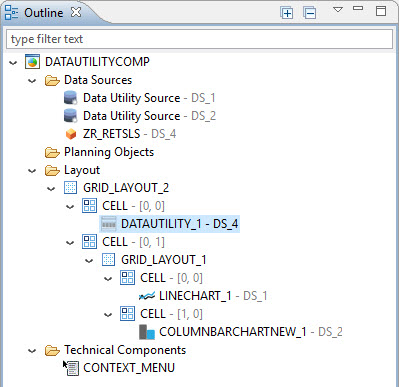 Outline
type filter text
DATAUTILITYCOMP
Data Sources
Data Utility Source - DS_1
Data Utility Source - DS_2
ZR_RETSLS - DS_4
Planning Objects
Layout
GRID_LAYOUT_2
CELL - [0, 0]
DATAUTILITY_1 - DS_4
CELL - [0, 1]
GRID_LAYOUT_1
CELL - [0, 0]
LINECHART_1 - DS_1
CELL - [1, 0]
COLUMNBARCHARTNEW_1 - DS_2
Technical Components
CONTEXT_MENU